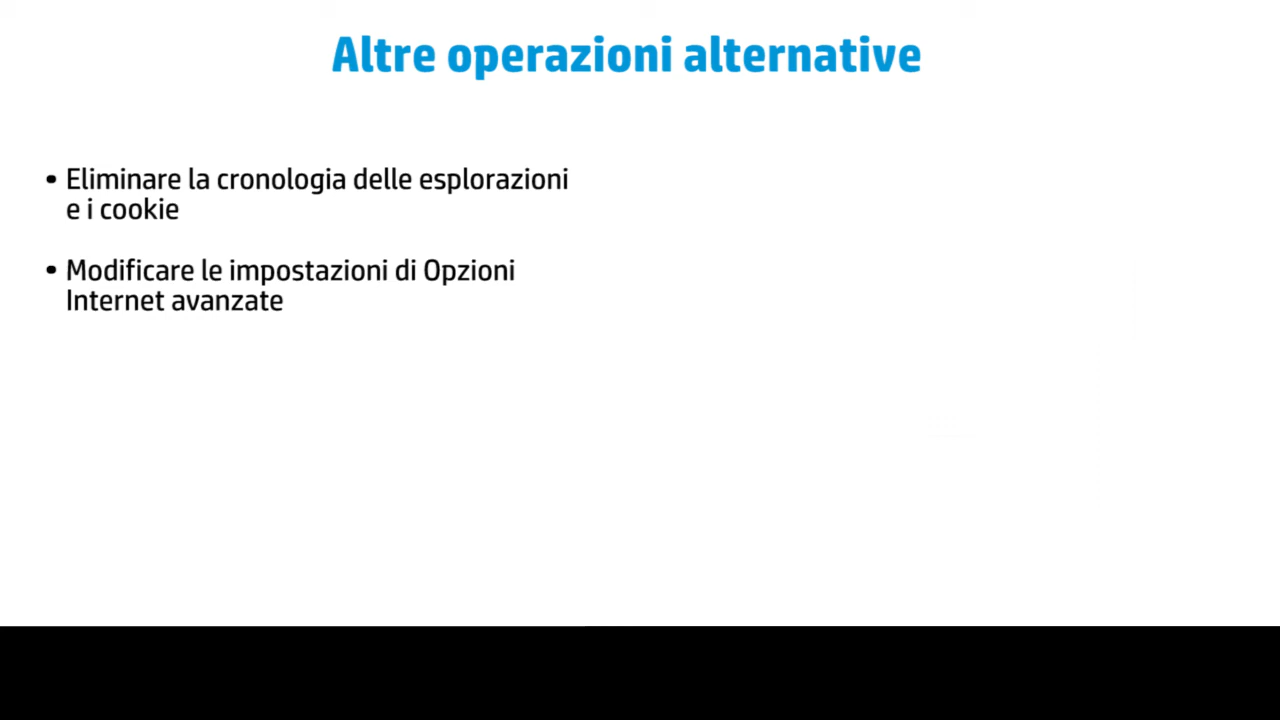 Altre operazioni alternative
• Eliminare la cronologia delle esplorazioni
e i cookie
• Modificare le impostazioni di Opzioni
Internet avanzate